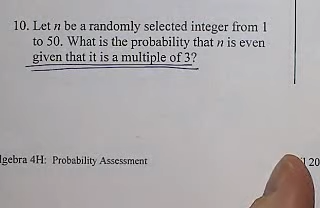 10. Let n be a randomly selected integer from 1
to 50. What is the probability that n is even
given that it is a multiple of 3?
lgebra 4H: Probability Assessment
20